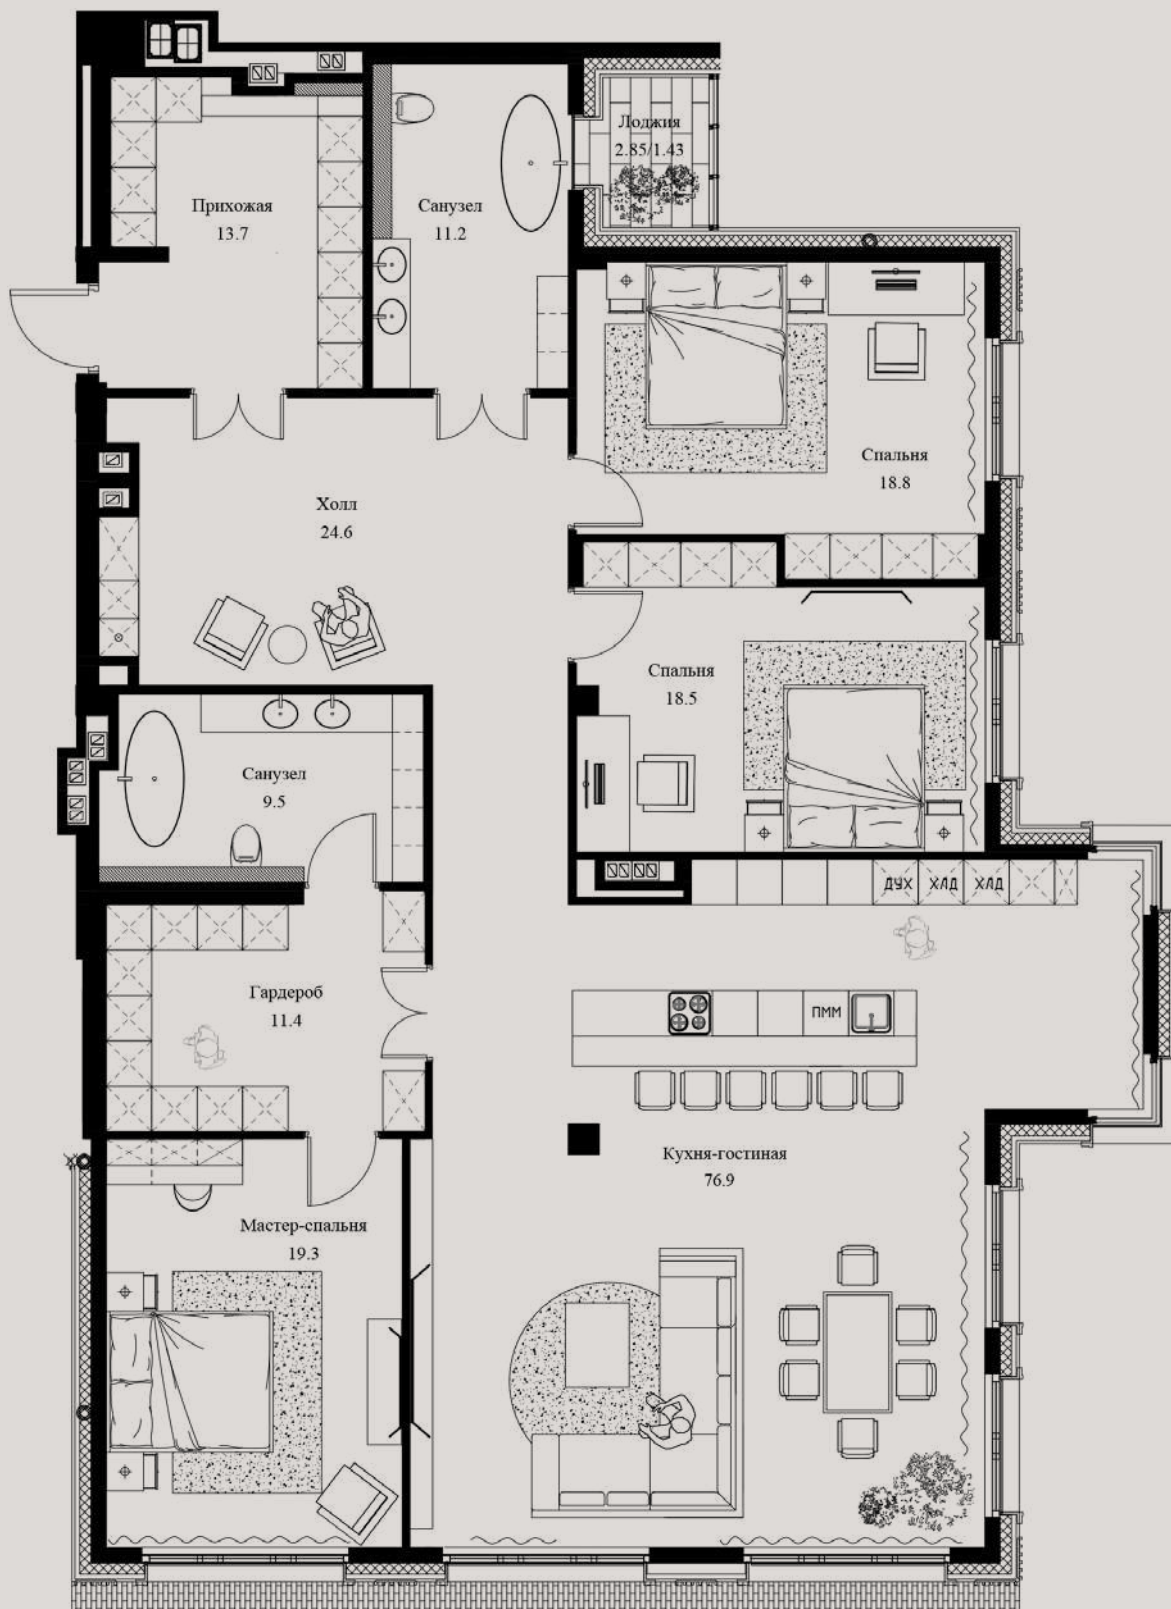 Лоджия
2.85/1.43
Прихожая
13.7
Санузел
11.2
Спальня
18.8
Холл
24.6
Спальня
18.5
Санузел
9.5
ДУХ ХЛД ХЛД
Гардероб
11.4
ПММ
Кухня-гостиная
76.9
Мастер-спальня
19.3